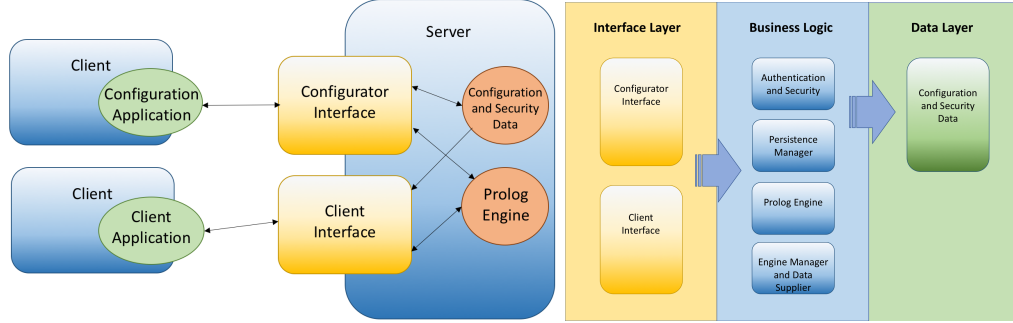 Client
Configuration
Application
Client
Client
Application
Configurator
Interface
Client
Interface
Server
Configuration
and Security
Data
Prolog
Engine
Interface Layer
Configurator
Interface
Client
Interface
Business Logic
Authentication
and Security
Persistence
Manager
Prolog Engine
Engine Manager
and Data
Supplier
Data Layer
Configuration
and Security
Data